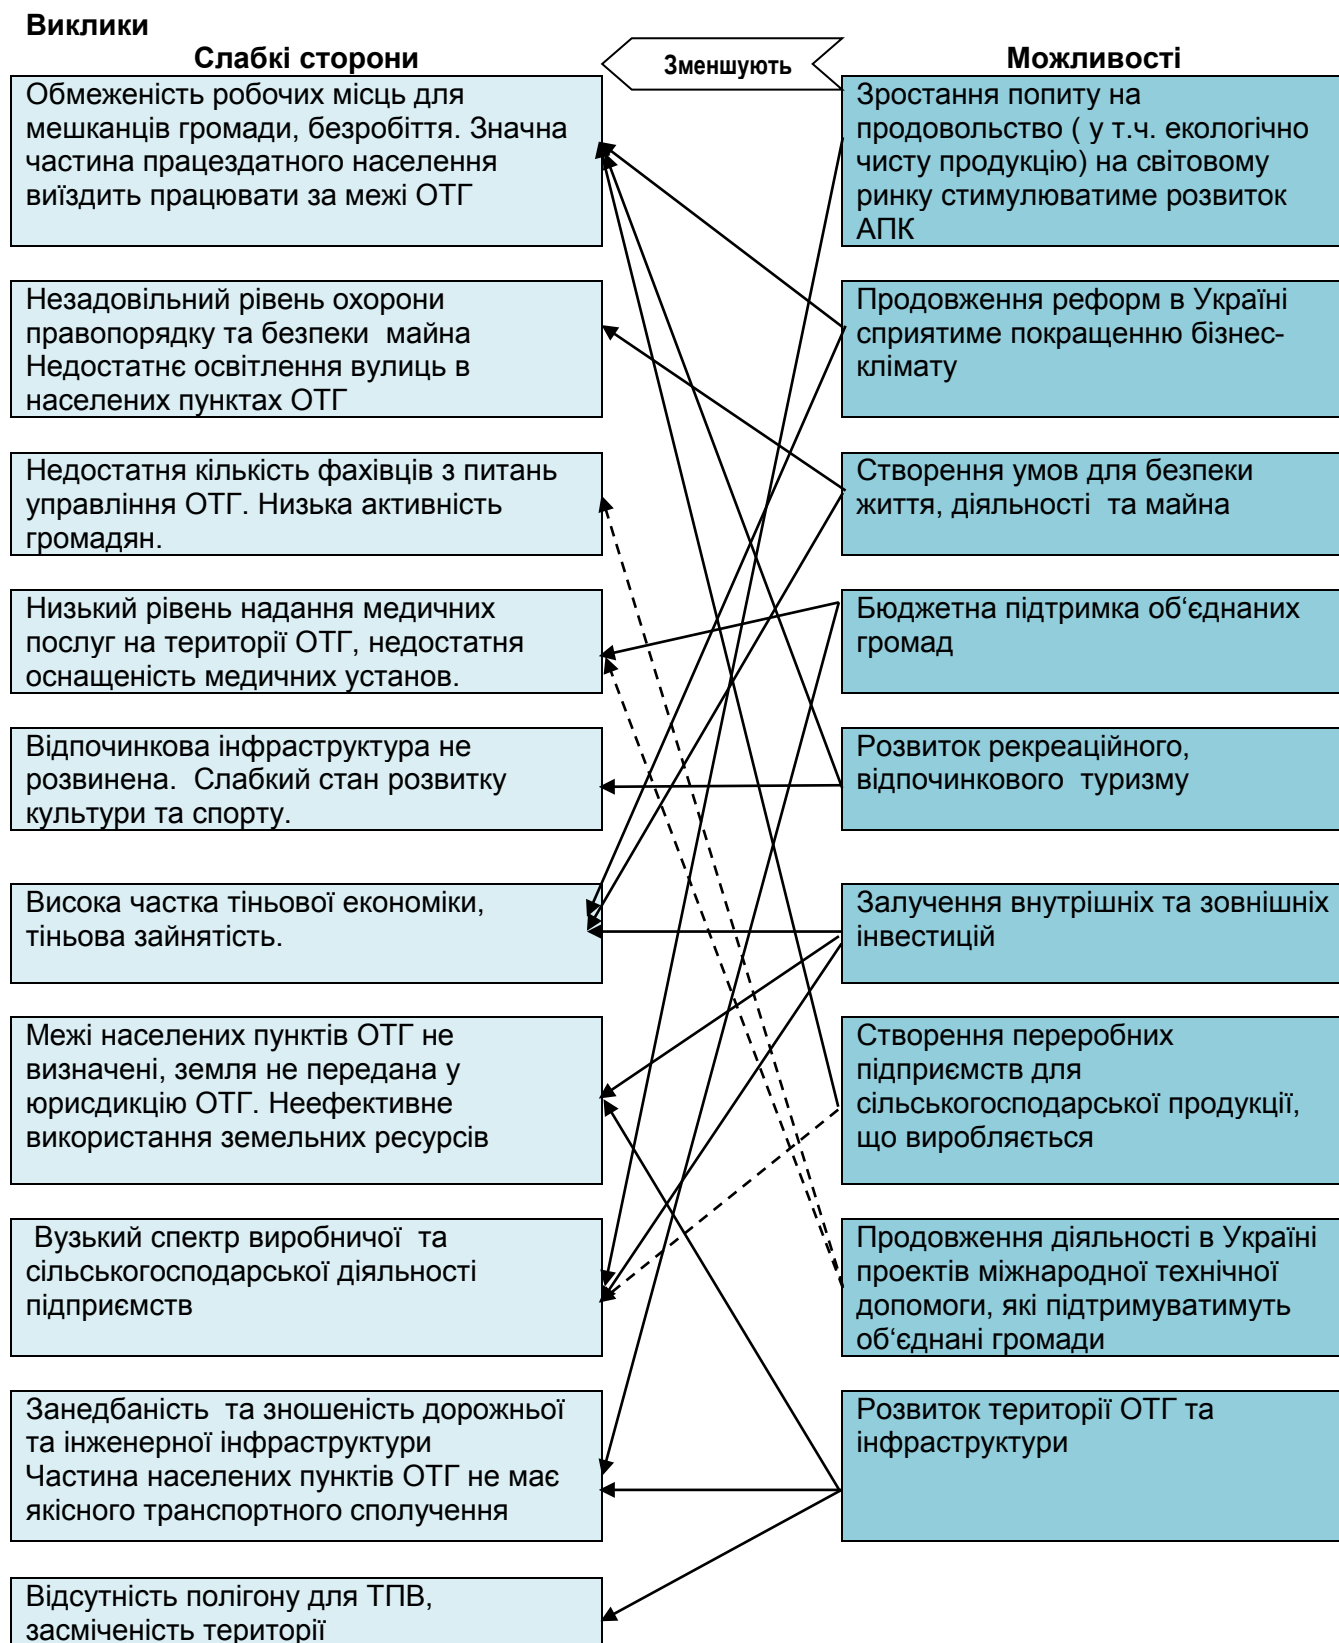 Виклики
Слабкі сторони
Зменшують
Можливості
Обмеженість робочих місць для
мешканців громади, безробіття. Значна
частина працездатного населення
виїздить працювати за межі ОТГ
Зростання попиту на
продовольство ( у т.ч. екологічно
чисту продукцію) на світовому
ринку стимулюватиме розвиток
АПК
Незадовільний рівень охорони
правопорядку та безпеки  майна
Недостатнє освітлення вулиць в
населених пунктах ОТГ
Продовження реформ в Україні
сприятиме покращенню бізнес-
клімату
Недостатня кількість фахівців з питань
управління ОТГ. Низька активність
громадян.
Створення умов для безпеки
життя, діяльності  та майна
Низький рівень надання медичних
послуг на території ОТГ, недостатня
оснащеність медичних установ.
Бюджетна підтримка об‘єднаних
громад
Відпочинкова інфраструктура не
розвинена.  Слабкий стан розвитку
культури та спорту.
Розвиток рекреаційного,
відпочинкового  туризму
Висока частка тіньової економіки,
тіньова зайнятість.
Залучення внутрішніх та зовнішніх
інвестицій
Межі населених пунктів ОТГ не
визначені, земля не передана у
юрисдикцію ОТГ. Неефективне
використання земельних ресурсів
Створення переробних
підприємств для
сільськогосподарської продукції,
що виробляється
Вузький спектр виробничої  та
сільськогосподарської діяльності
підприємств
Продовження діяльності в Україні
проектів міжнародної технічної
допомоги, які підтримуватимуть
об‘єднані громади
Занедбаність  та зношеність дорожньої
та інженерної інфраструктури
Частина населених пунктів ОТГ не має
якісного транспортного сполучення
Розвиток території ОТГ та
інфраструктури
Відсутність полігону для ТПВ,
засміченість території